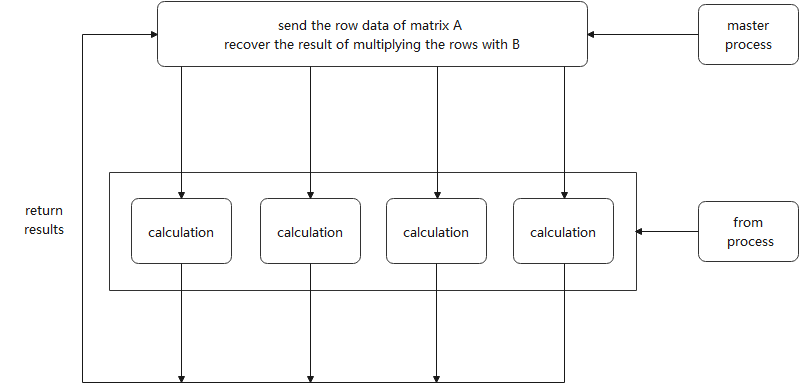 send the row data of matrix A
recover the result of multiplying the rows with B
master
process
return
results
calculation
calculation
calculation
calculation
from
process